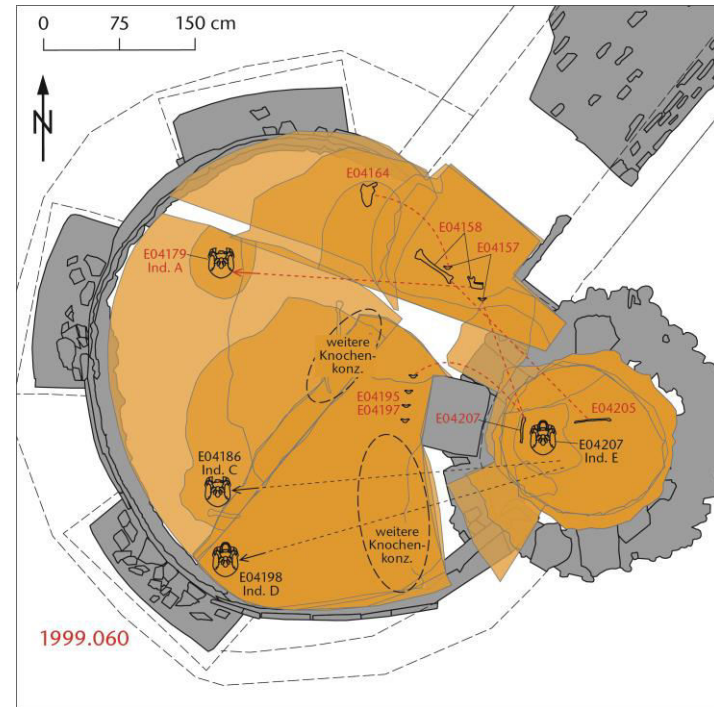 0 75 150 cm
N
E04164
E04158
E04157
E04179
Ind. A
weitere
Knochen-
konz.
E04195
E04197
E04207
E04205
E04207
Ind. E
E04186
Ind. C
weitere
Knochen-
konz.
E04198
Ind. D
1999.060